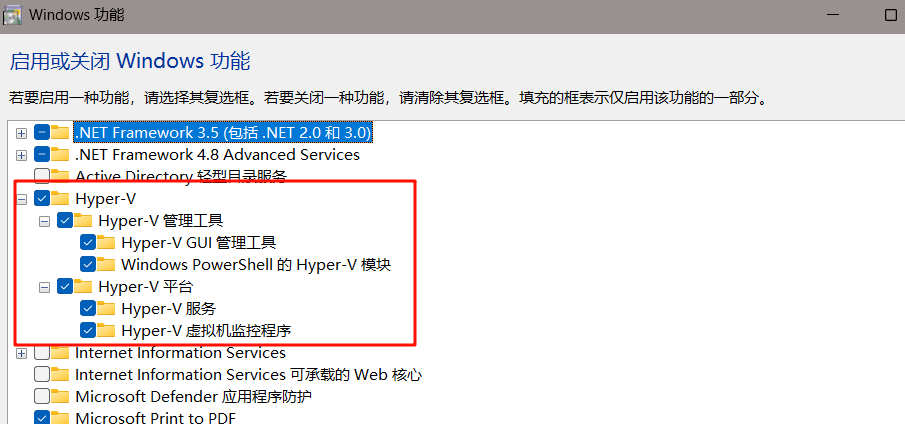 Windows 功能
启用或关闭 Windows 功能
若要启用一种功能，请选择其复选框。若要关闭一种功能，请清除其复选框。填充的框表示仅启用该功能的一部分。
.NET Framework 3.5 (包括 .NET 2.0 和 3.0)
.NET Framework 4.8 Advanced Services
Active Directory 轻型目录服务
Hyper-V
Hyper-V 管理工具
Hyper-V GUI 管理工具
Windows PowerShell 的 Hyper-V 模块
Hyper-V 平台
Hyper-V 服务
Hyper-V 虚拟机监控程序
Internet Information Services
Internet Information Services 可承载的 Web 核心
Microsoft Defender 应用程序防护
Microsoft Print to PDF